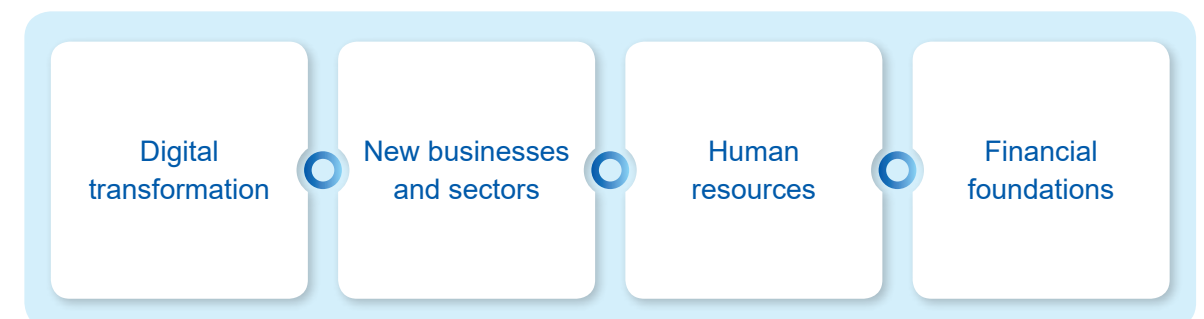 Digital
transformation
New businesses
and sectors
Human
resources
Financial
foundations